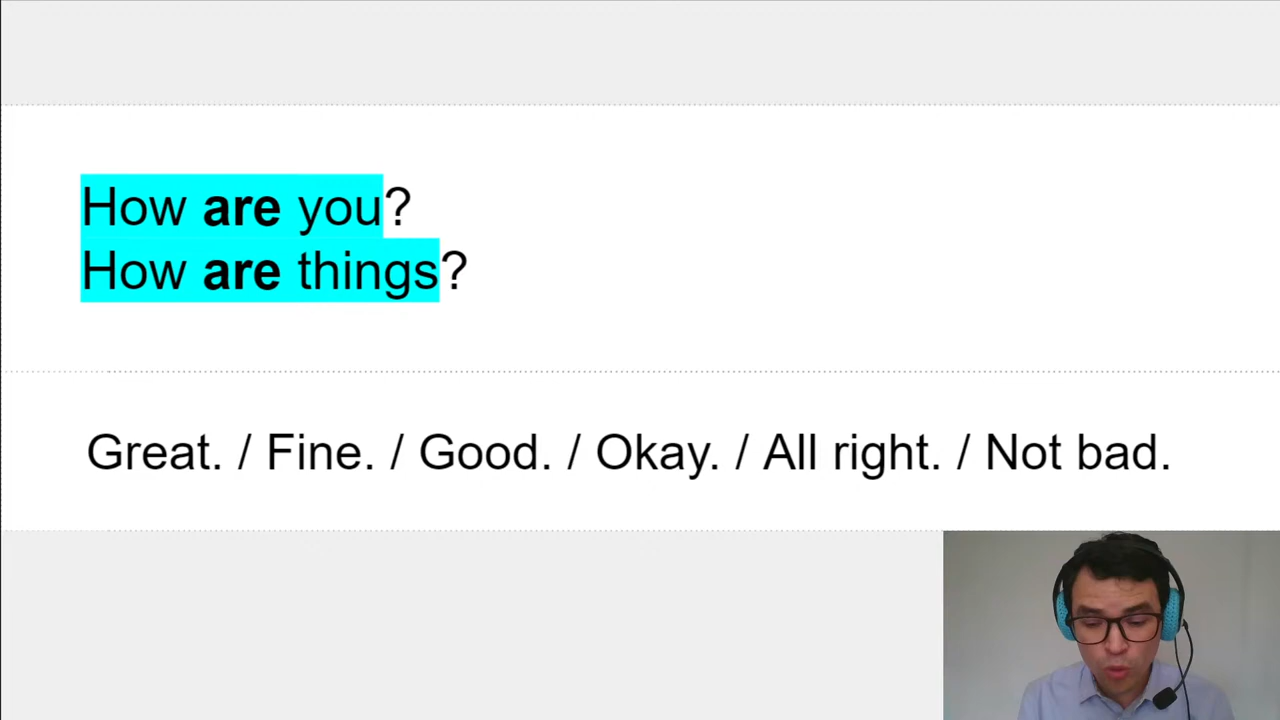 How are you?
How are things?
Great. / Fine. / Good. / Okay. / All right. / Not bad.